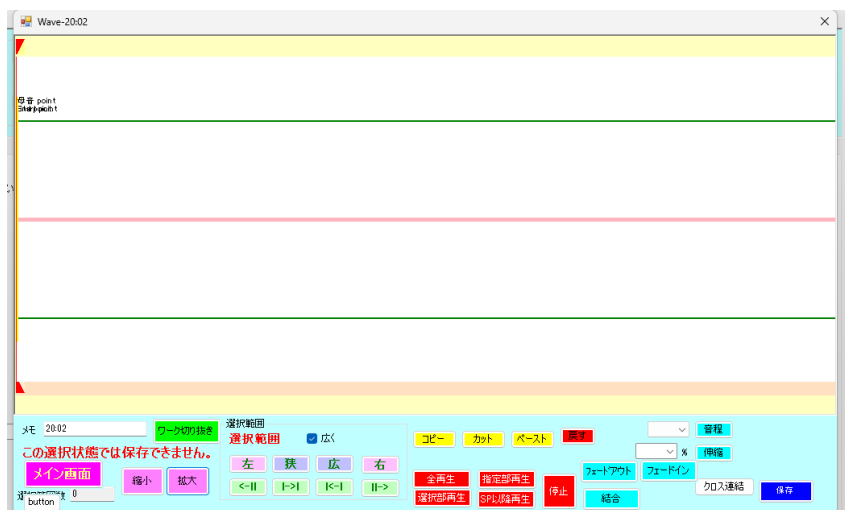 Wave-20:02
母音 point
メモ 20:02
ワーク切り抜き
選択範囲
選択範囲 広く
コピー カット ペースト 戻す
音程
この選択状態では保存できません。
% 伸縮
メイン画面 縮小 拡大
左 狭 広 右
<-|| |->| |<-| ||->
全再生 指定部再生 停止 フェードアウト フェードイン
選択部再生 SP以降再生 結合 クロス連結 保存
0
button